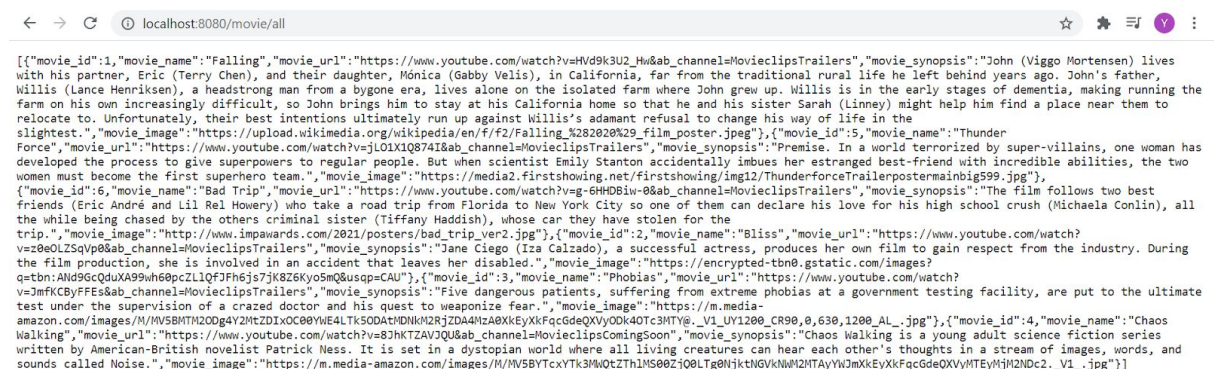 localhost:8080/movie/all
Y
[{"movie_id":1,"movie_name":"Falling","movie_url":"https://www.youtube.com/watch?v=HVd9k3U2_Hw&ab_channel=MovieclipsTrailers","movie_synopsis":"John (Viggo Mortensen) lives
with his partner, Eric (Terry Chen), and their daughter, Mónica (Gabby Velis), in California, far from the traditional rural life he left behind years ago. John's father,
Willis (Lance Henriksen), a headstrong man from a bygone era, lives alone on the isolated farm where John grew up. Willis is in the early stages of dementia, making running the
farm on his own increasingly difficult, so John brings him to stay at his California home so that he and his sister Sarah (Linney) might help him find a place near them to
relocate to. Unfortunately, their best intentions ultimately run up against Willis’s adamant refusal to change his way of life in the
slightest.","movie_image":"https://upload.wikimedia.org/wikipedia/en/f/f2/Falling_%282020%29_film_poster.jpeg"},{"movie_id":5,"movie_name":"Thunder
Force","movie_url":"https://www.youtube.com/watch?v=jLO1X1Q874I&ab_channel=MovieclipsTrailers","movie_synopsis":"Premise. In a world terrorized by super-villains, one woman has
developed the process to give superpowers to regular people. But when scientist Emily Stanton accidentally imbues her estranged best-friend with incredible abilities, the two
women must become the first superhero team.","movie_image":"https://media2.firstshowing.net/firstshowing/img12/ThunderforceTrailerpostermainbig599.jpg"},
{"movie_id":6,"movie_name":"Bad Trip","movie_url":"https://www.youtube.com/watch?v=g-6HHDBiw-0&ab_channel=MovieclipsTrailers","movie_synopsis":"The film follows two best
friends (Eric André and Lil Rel Howery) who take a road trip from Florida to New York City so one of them can declare his love for his high school crush (Michaela Conlin), all
the while being chased by the others criminal sister (Tiffany Haddish), whose car they have stolen for the
trip.","movie_image":"http://www.impawards.com/2021/posters/bad_trip_ver2.jpg"},{"movie_id":2,"movie_name":"Bliss","movie_url":"https://www.youtube.com/watch?
v=z0eOLZSqVp0&ab_channel=MovieclipsTrailers","movie_synopsis":"Jane Ciego (Iza Calzado), a successful actress, produces her own film to gain respect from the industry. During
the film production, she is involved in an accident that leaves her disabled.","movie_image":"https://encrypted-tbn0.gstatic.com/images?
q=tbn:ANd9GcQduXA99wh60pcZLlQfJFh6js7jK8Z6Kyo5mQ&usqp=CAU"},{"movie_id":3,"movie_name":"Phobias","movie_url":"https://www.youtube.com/watch?
v=JmfKCByFFEs&ab_channel=MovieclipsTrailers","movie_synopsis":"Five dangerous patients, suffering from extreme phobias at a government testing facility, are put to the ultimate
test under the supervision of a crazed doctor and his quest to weaponize fear.","movie_image":"https://m.media-
amazon.com/images/M/MV5BMTM2ODg4Y2MtZDIxOC00YWE4LTk5ODAtMDNkM2RjZDA4MzA0XkEyXkFqcGdeQXVyODk4OTc3MTY@._V1_UY1200_CR90,0,630,1200_AL_.jpg"},{"movie_id":4,"movie_name":"Chaos
Walking","movie_url":"https://www.youtube.com/watch?v=8JhKTZAVJQU&ab_channel=MovieclipsComingSoon","movie_synopsis":"Chaos Walking is a young adult science fiction series
written by American-British novelist Patrick Ness. It is set in a dystopian world where all living creatures can hear each other's thoughts in a stream of images, words, and
sounds called Noise.","movie_image":"https://m.media-amazon.com/images/M/MV5BYTcxYTk3MWQtZThlMS00ZjQ0LTg0NjktNGVkNWM2MTAyYWJmXkEyXkFqcGdeQXVyMTEyMjM2NDc2._V1_.jpg"}]